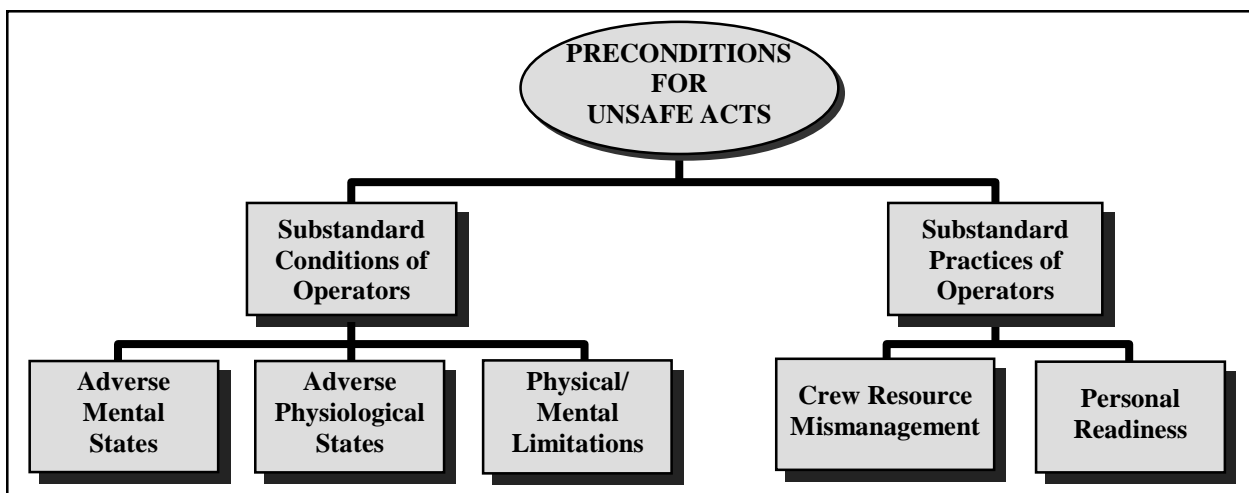 PRECONDITIONS
FOR
UNSAFE ACTS
Substandard
Conditions of
Operators
Substandard
Practices of
Operators
Adverse
Mental
States
Adverse
Physiological
States
Physical/
Mental
Limitations
Crew Resource
Mismanagement
Personal
Readiness